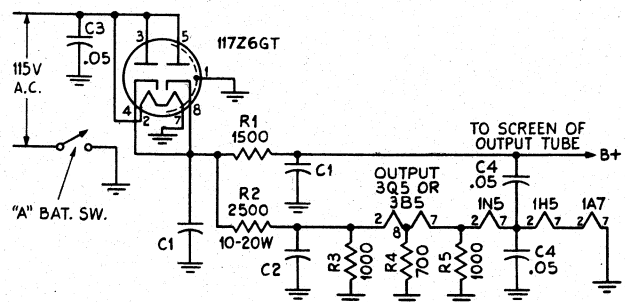 C3
.05
115V
A.C.
3
5
117Z6GT
1
4
2
7
8
R1
1500
C1
TO SCREEN OF
OUTPUT TUBE
B+
"A" BAT. SW.
C1
R2
2500
10-20W
C2
OUTPUT
3Q5 OR
3B5
2
8
7
R3
1000
R4
700
R5
1000
1N5
2
7
C4
.05
C4
.05
1H5
2
7
1A7
2
7